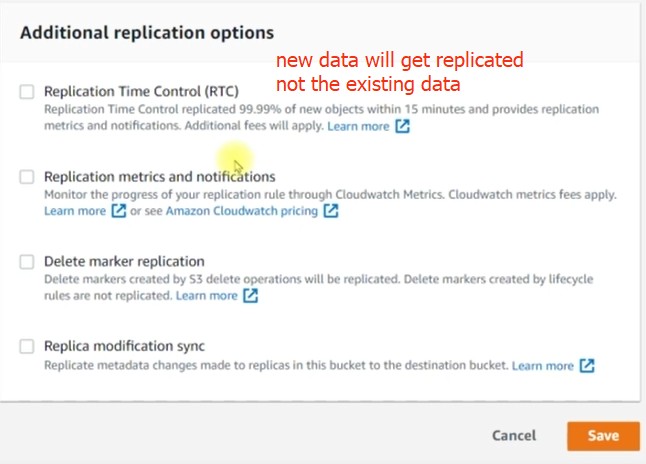 Additional replication options
new data will get replicated
not the existing data
Replication Time Control (RTC)
Replication Time Control replicated 99.99% of new objects within 15 minutes and provides replication
metrics and notifications. Additional fees will apply. Learn more
Replication metrics and notifications
Monitor the progress of your replication rule through Cloudwatch Metrics. Cloudwatch metrics fees apply.
Learn more or see Amazon Cloudwatch pricing
Delete marker replication
Delete markers created by S3 delete operations will be replicated. Delete markers created by lifecycle
rules are not replicated. Learn more
Replica modification sync
Replicate metadata changes made to replicas in this bucket to the destination bucket. Learn more
Cancel
Save